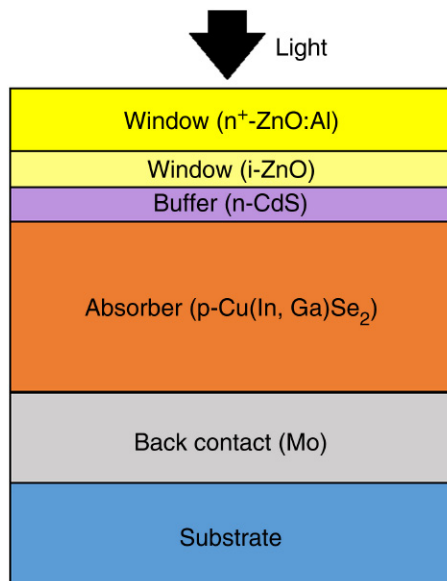 Light
Window (n⁺-ZnO:Al)
Window (i-ZnO)
Buffer (n-CdS)
Absorber (p-Cu(In, Ga)Se₂)
Back contact (Mo)
Substrate